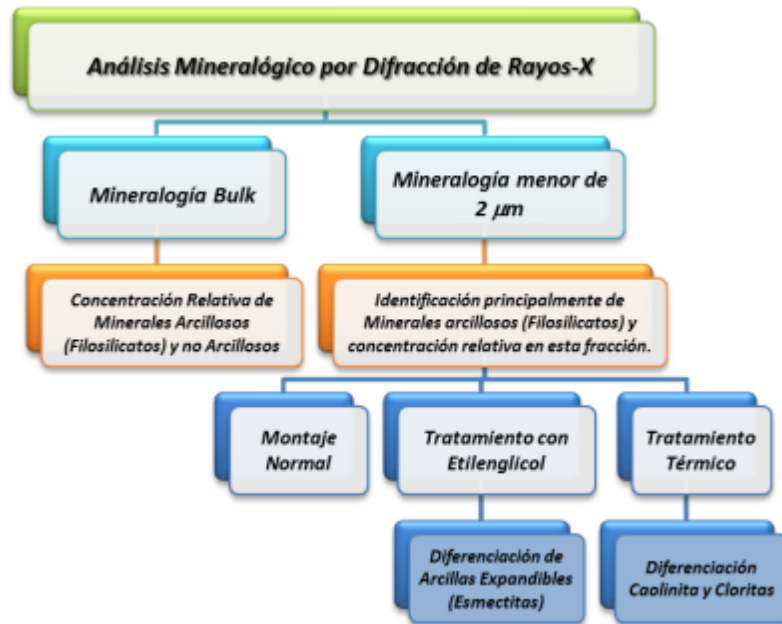 Análisis Mineralógico por Difracción de Rayos-X
Mineralogía Bulk
Mineralogía menor de
2 µm
Concentración Relativa de
Minerales Arcillosos
(Filosilicatos) y no Arcillosos
Identificación principalmente de
Minerales arcillosos (Filosilicatos) y
concentración relativa en esta fracción.
Montaje
Normal
Tratamiento con
Etilenglicol
Tratamiento
Térmico
Diferenciación de
Arcillas Expandibles
(Esmectitas)
Diferenciación
Caolinita y Cloritas